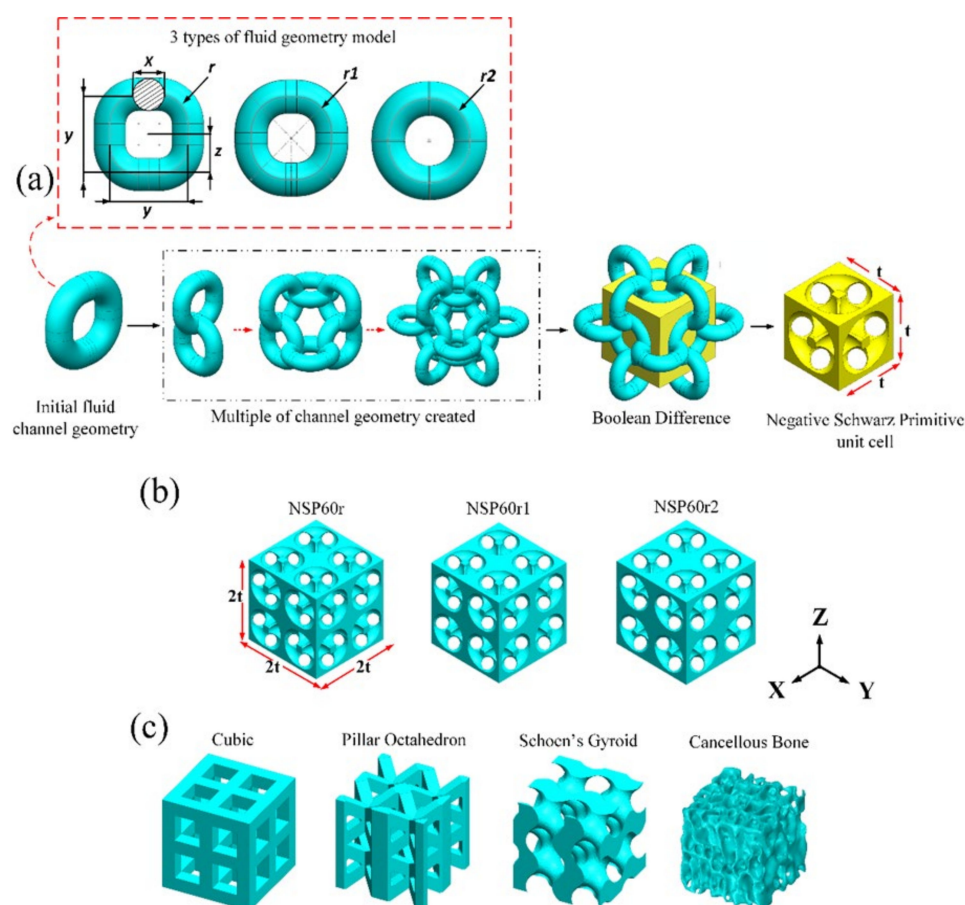 3 types of fluid geometry model
x
r
r1
r2
y
z
y
(a)
t
t
t
Initial fluid
channel geometry
Multiple of channel geometry created
Boolean Difference
Negative Schwarz Primitive
unit cell
(b)
NSP60r
NSP60r1
NSP60r2
2t
2t
2t
Z
X
Y
(c)
Cubic
Pillar Octahedron
Schoen's Gyroid
Cancellous Bone